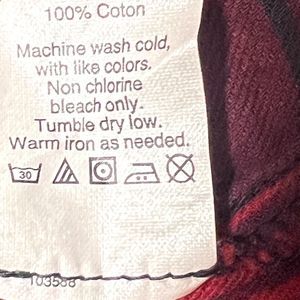 100% Coton
Machine wash cold,
with like colors.
Non chlorine
bleach only.
Tumble dry low.
Warm iron as needed.
30
103588